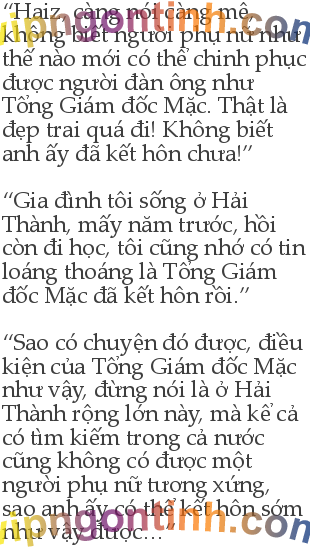 “Haiz, càng nói càng mê,
không biết người phụ nữ như
thế nào mới có thể chinh phục
được người đàn ông như
Tổng Giám đốc Mặc. Thật là
đẹp trai quá đi! Không biết
anh ấy đã kết hôn chưa!”
“Gia đình tôi sống ở Hải
Thành, mấy năm trước, hồi
còn đi học, tôi cũng nhớ có tin
loáng thoáng là Tổng Giám
đốc Mặc đã kết hôn rồi.”
“Sao có chuyện đó được, điều
kiện của Tổng Giám đốc Mặc
như vậy, đừng nói là ở Hải
Thành rộng lớn này, mà kể cả
có tìm kiếm trong cả nước
cũng không có được một
người phụ nữ tương xứng,
sao anh ấy có thể kết hôn sớm
như vậy được...”
vipngontinh.com
vipngontinh.com